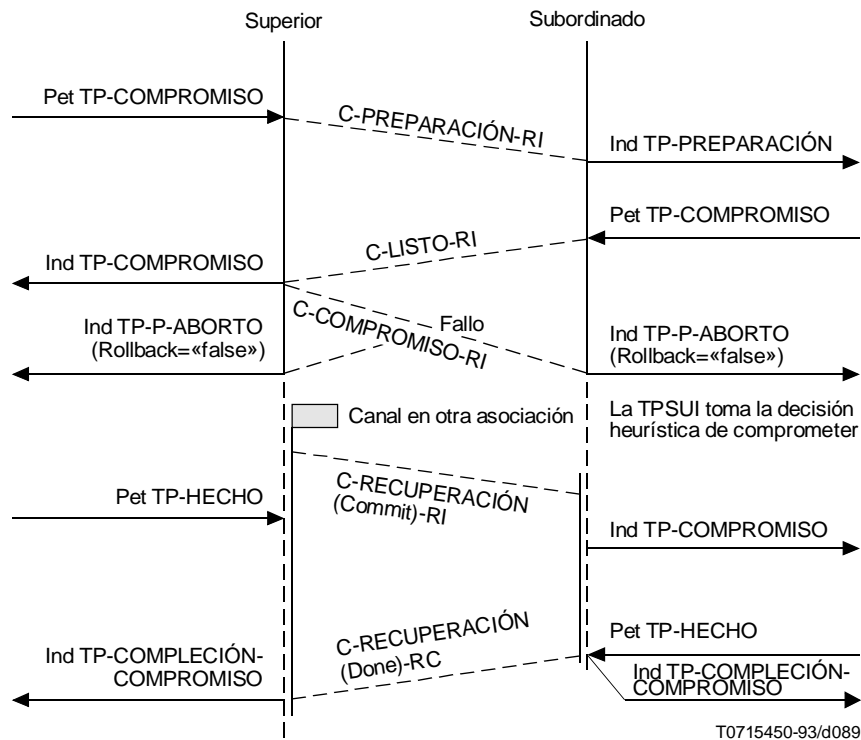 Superior
Subordinado
Pet TP-COMPROMISO
C-PREPARACIÓN-RI
Ind TP-PREPARACIÓN
Pet TP-COMPROMISO
C-LISTO-RI
Ind TP-COMPROMISO
Fallo
C-COMPROMISO-RI
Ind TP-P-ABORTO
(Rollback=«false»)
Ind TP-P-ABORTO
(Rollback=«false»)
Canal en otra asociación
La TPSUI toma la decisión
heurística de comprometer
Pet TP-HECHO
C-RECUPERACIÓN
(Commit)-RI
Ind TP-COMPROMISO
C-RECUPERACIÓN
(Done)-RC
Pet TP-HECHO
Ind TP-COMPLECIÓN-
COMPROMISO
Ind TP-COMPLECIÓN-
COMPROMISO
T0715450-93/d089